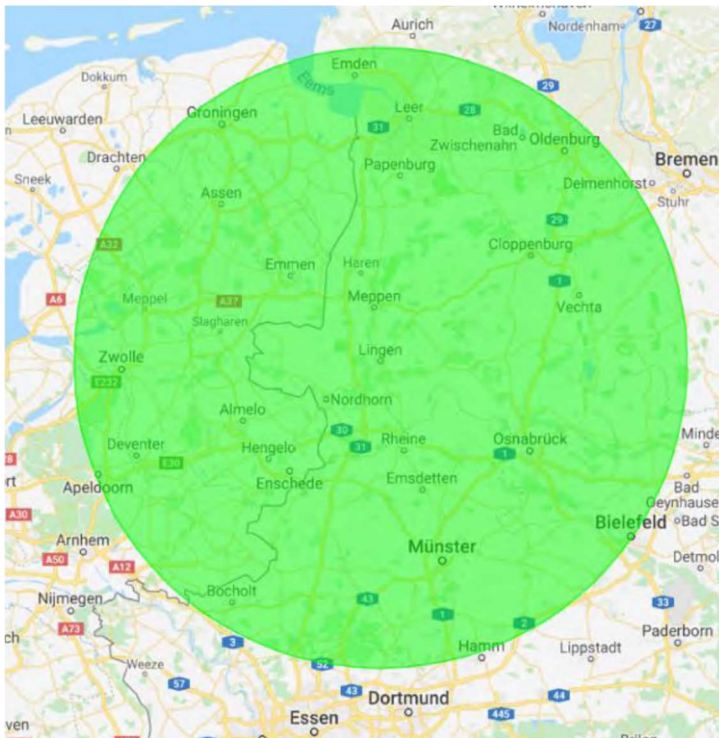 Wilhelmshaven
Aurich
Nordenham
27
Emden
Dokkum
29
Eems
Leer
28
Groningen
Leeuwarden
31
Bad
Zwischenahn
Oldenburg
Drachten
Bremen
Papenburg
Sneek
Delmenhorst
Assen
Stuhr
29
A32
Cloppenburg
Emmen
Haren
1
A6
Meppel
A37
Meppen
Vechta
Slagharen
Zwolle
Lingen
E232
Nordhorn
Almelo
30
Rheine
Osnabrück
Minde
Deventer
Hengelo
31
1
E30
Enschede
Emsdetten
Apeldoorn
Bad
Oeynhause
A30
Bielefeld
Bad S
Arnhem
Münster
A50
A12
Detmol
Bocholt
43
Nijmegen
33
1
2
A73
ch
3
Paderborn
Hamm
Lippstadt
Weeze
52
57
43
44
Dortmund
445
Essen
ven